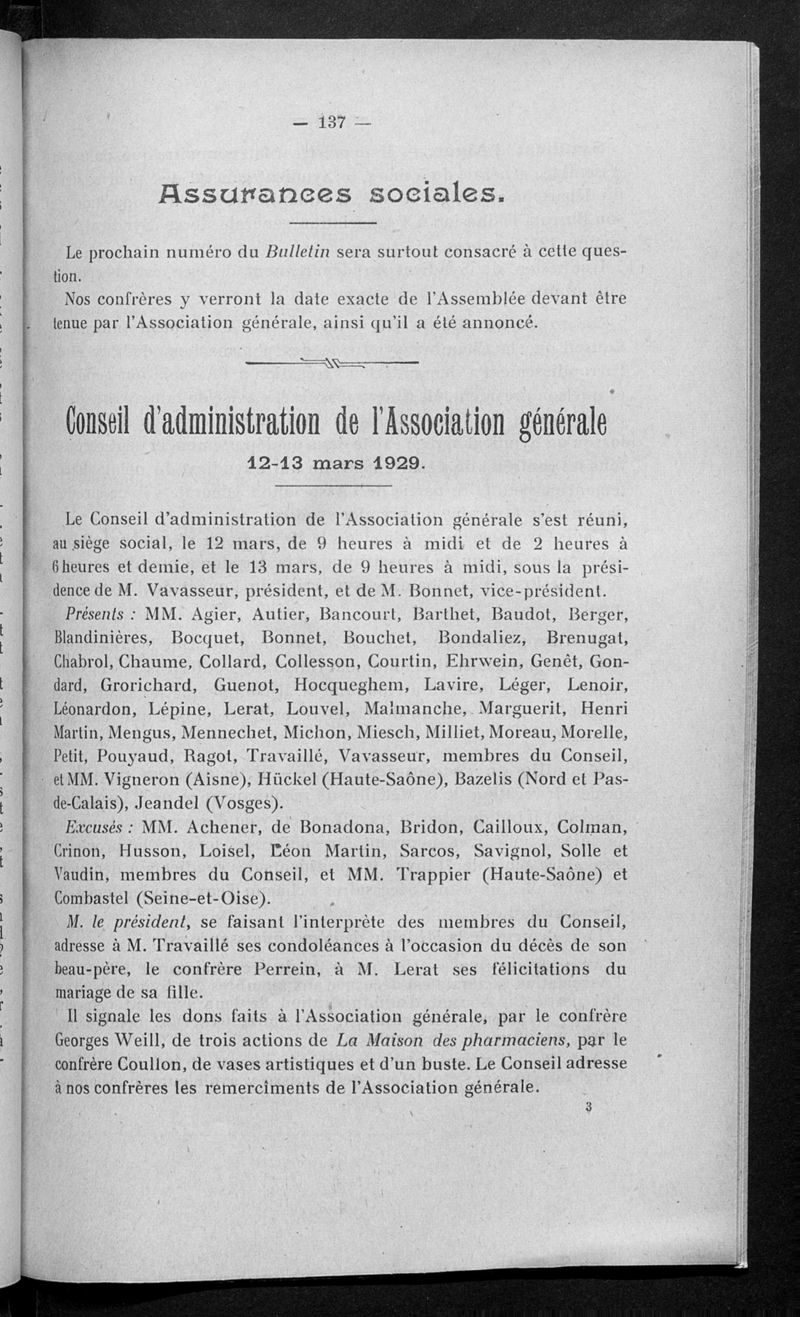 — 137 —
Assurances sociales.
Le prochain numéro du Bulletin sera surtout consacré à cette ques-
tion.
Nos confrères y verront la date exacte de l'Assemblée devant être
tenue par l'Association générale, ainsi qu'il a été annoncé.
Conseil d'administration de l'Association générale
12-13 mars 1929.
Le Conseil d'administration de l'Association générale s'est réuni,
au siège social, le 12 mars, de 9 heures à midi et de 2 heures à
6 heures et demie, et le 13 mars, de 9 heures à midi, sous la prési-
dence de M. Vavasseur, président, et de M. Bonnet, vice-président.
Présents : MM. Agier, Autier, Bancourt, Barthet, Baudot, Berger,
Blandinières, Bocquet, Bonnet, Bouchet, Bondaliez, Brenugat,
Chabrol, Chaume, Collard, Collesson, Courtin, Ehrwein, Genêt, Gon-
dard, Grorichard, Guenot, Hocqueghem, Lavire, Léger, Lenoir,
Léonardon, Lépine, Lerat, Louvel, Malmanche, Marguerit, Henri
Martin, Mengus, Mennechet, Michon, Miesch, Milliet, Moreau, Morelle,
Petit, Pouyaud, Ragot, Travaillé, Vavasseur, membres du Conseil,
et MM. Vigneron (Aisne), Hückel (Haute-Saône), Bazelis (Nord et Pas-
de-Calais), Jeandel (Vosges).
Excusés : MM. Achener, de Bonadona, Bridon, Cailloux, Colman,
Crinon, Husson, Loisel, Léon Martin, Sarcos, Savignol, Solle et
Vaudin, membres du Conseil, et MM. Trappier (Haute-Saône) et
Combastel (Seine-et-Oise).
M. le président, se faisant l'interprète des membres du Conseil,
adresse à M. Travaillé ses condoléances à l'occasion du décès de son
beau-père, le confrère Perrein, à M. Lerat ses félicitations du
mariage de sa fille.
Il signale les dons faits à l'Association générale, par le confrère
Georges Weill, de trois actions de La Maison des pharmaciens, par le
confrère Coullon, de vases artistiques et d'un buste. Le Conseil adresse
à nos confrères les remercîments de l'Association générale.
3